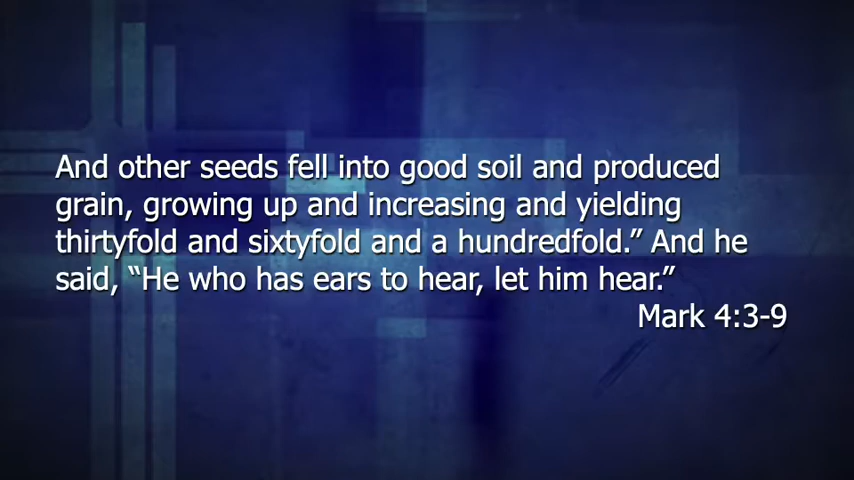 And other seeds fell into good soil and produced
grain, growing up and increasing and yielding
thirtyfold and sixtyfold and a hundredfold.” And he
said, “He who has ears to hear, let him hear.”
Mark 4:3-9